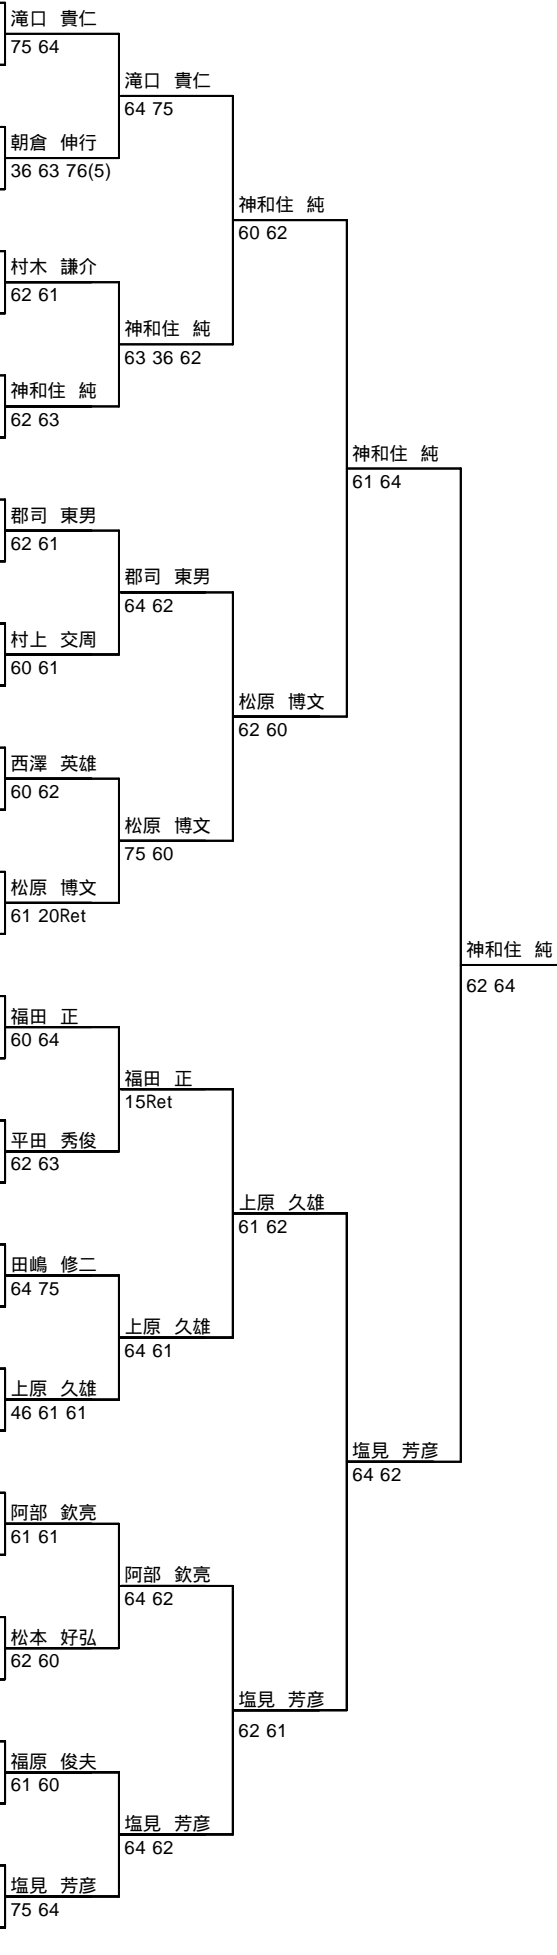 滝口 貴仁
75 64
滝口 貴仁
64 75
朝倉 伸行
36 63 76(5)
神和住 純
60 62
村木 謙介
62 61
神和住 純
63 36 62
神和住 純
62 63
神和住 純
61 64
郡司 東男
62 61
郡司 東男
64 62
村上 交周
60 61
松原 博文
62 60
西澤 英雄
60 62
松原 博文
75 60
松原 博文
61 20Ret
神和住 純
62 64
福田 正
60 64
福田 正
15Ret
平田 秀俊
62 63
上原 久雄
61 62
田嶋 修二
64 75
上原 久雄
64 61
上原 久雄
46 61 61
塩見 芳彦
64 62
阿部 欽亮
61 61
阿部 欽亮
64 62
松本 好弘
62 60
塩見 芳彦
62 61
福原 俊夫
61 60
塩見 芳彦
64 62
塩見 芳彦
75 64